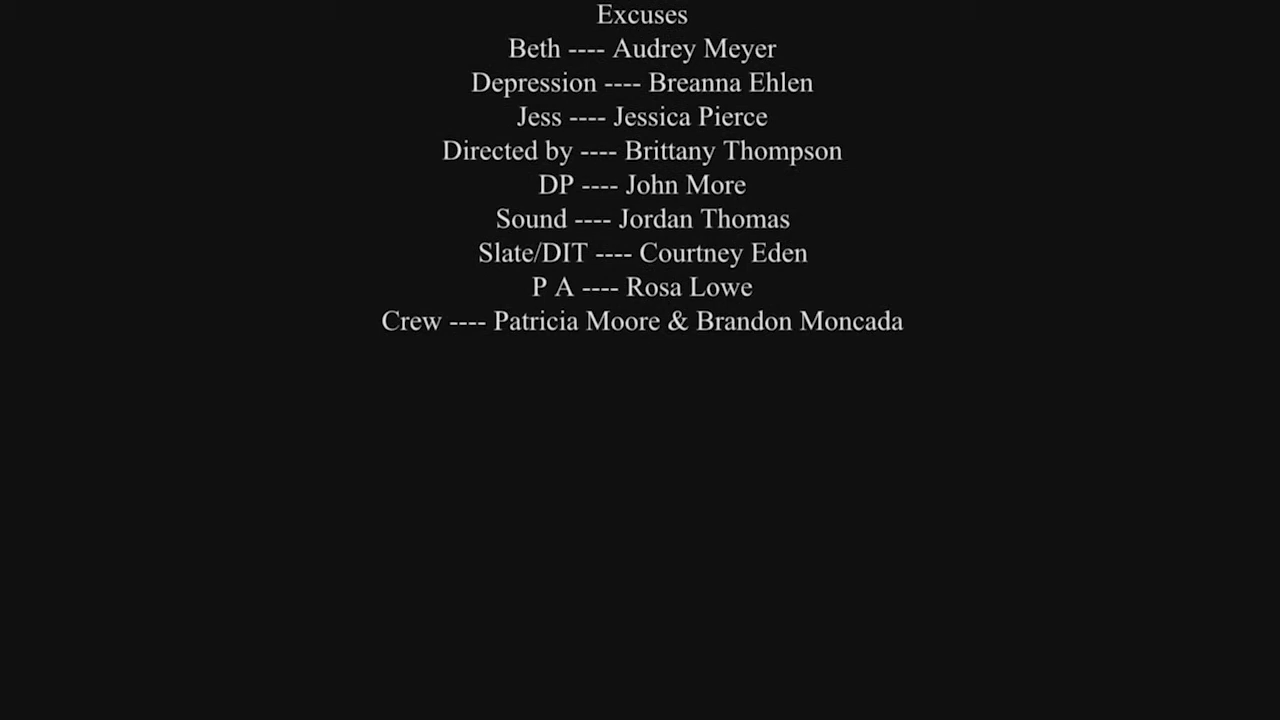 Excuses
Beth ---- Audrey Meyer
Depression ---- Breanna Ehlen
Jess ---- Jessica Pierce
Directed by ---- Brittany Thompson
DP ---- John More
Sound ---- Jordan Thomas
Slate/DIT ---- Courtney Eden
P A ---- Rosa Lowe
Crew ---- Patricia Moore & Brandon Moncada